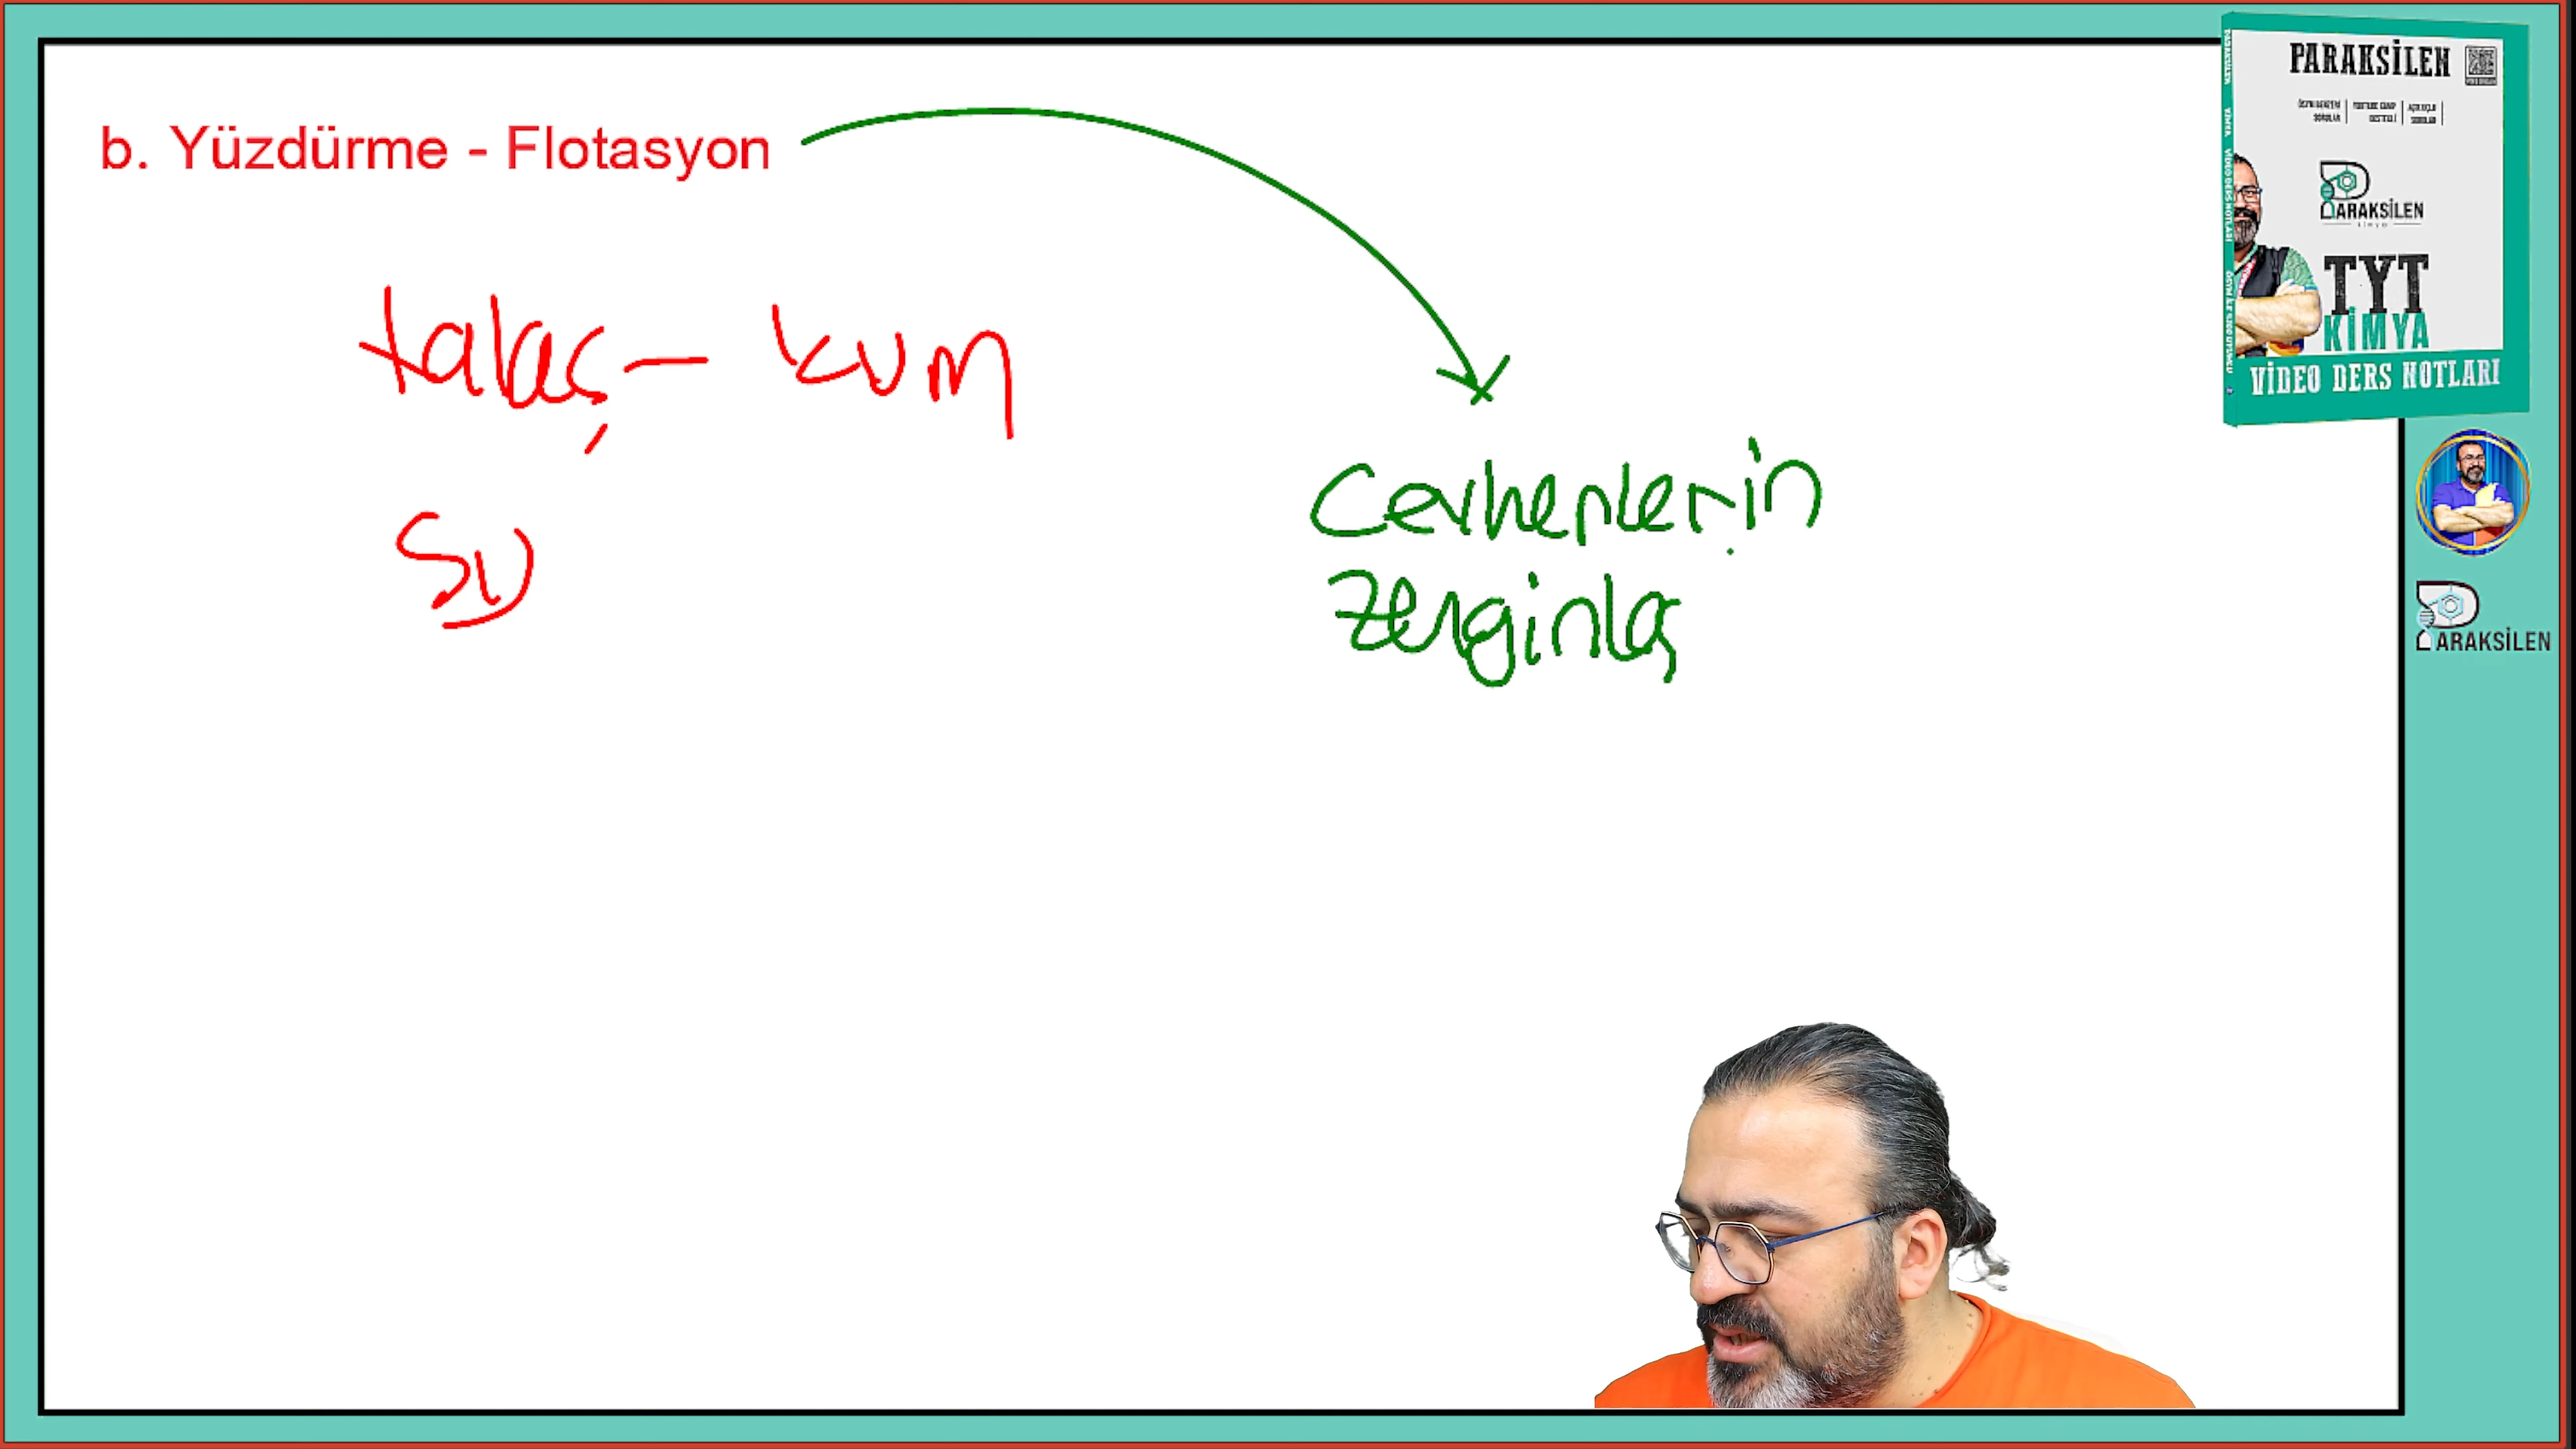 b. Yüzdürme - Flotasyon
talaş - kum
su
Cevherlerin
zenginleş
PARAKSİLEN
PARAKSİLEN
kimya
TYT
KİMYA
VİDEO DERS NOTLARI
PARAKSİLEN